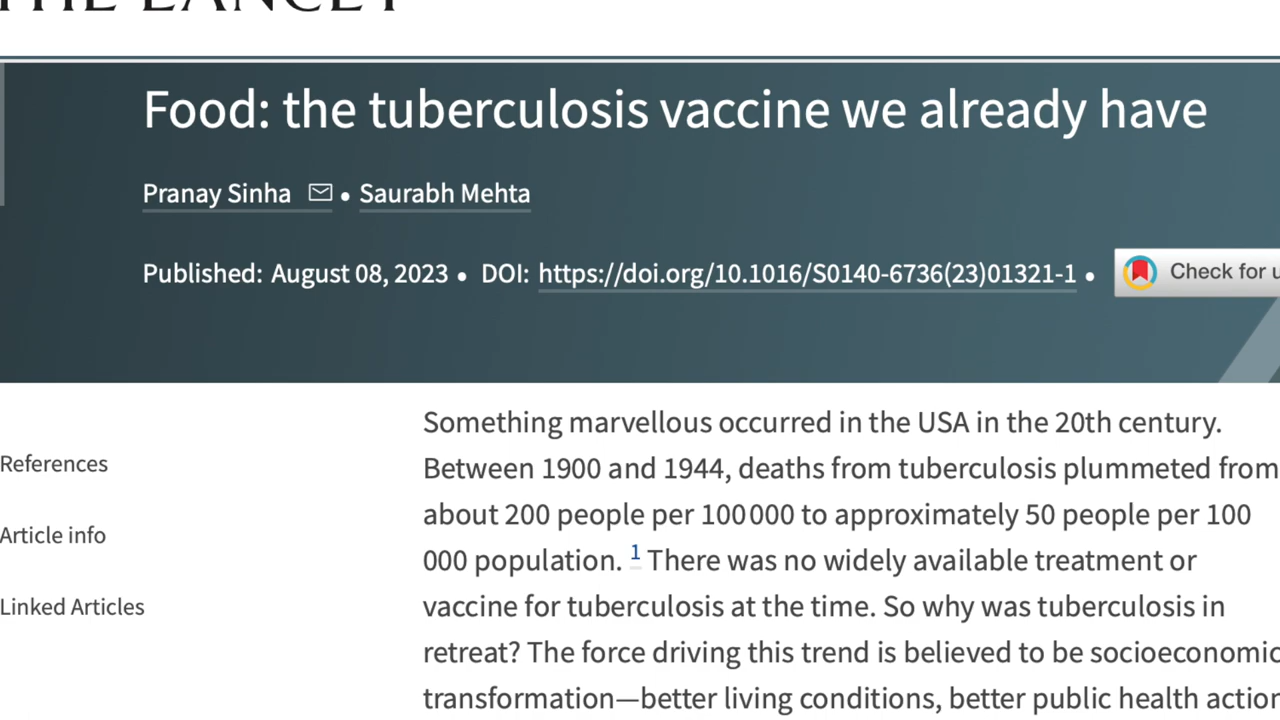 THE LANCET
Food: the tuberculosis vaccine we already have
Pranay Sinha • Saurabh Mehta
Published: August 08, 2023 • DOI: https://doi.org/10.1016/S0140-6736(23)01321-1 •
Check for u
References
Article info
Linked Articles
Something marvellous occurred in the USA in the 20th century.
Between 1900 and 1944, deaths from tuberculosis plummeted from
about 200 people per 100 000 to approximately 50 people per 100
000 population. 1 There was no widely available treatment or
vaccine for tuberculosis at the time. So why was tuberculosis in
retreat? The force driving this trend is believed to be socioeconomic
transformation—better living conditions, better public health action